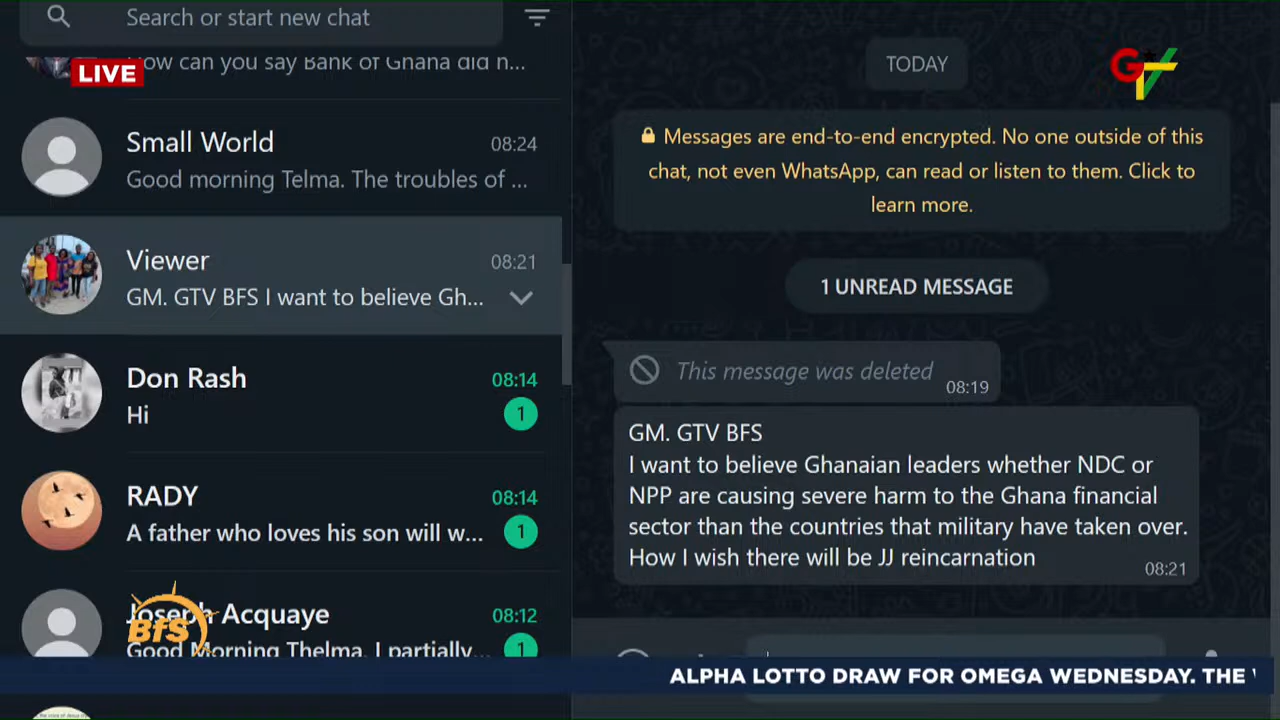 Search or start new chat
How can you say Bank of Ghana did n...
LIVE
Small World
08:24
Good morning Telma. The troubles of ...
Viewer
08:21
GM. GTV BFS I want to believe Gh...
Don Rash
08:14
Hi
1
RADY
08:14
A father who loves his son will w...
1
Joseph Acquaye
08:12
Good Morning Thelma. I partially...
1
BFS
TODAY
GTV
Messages are end-to-end encrypted. No one outside of this
chat, not even WhatsApp, can read or listen to them. Click to
learn more.
1 UNREAD MESSAGE
This message was deleted
08:19
GM. GTV BFS
I want to believe Ghanaian leaders whether NDC or
NPP are causing severe harm to the Ghana financial
sector than the countries that military have taken over.
How I wish there will be JJ reincarnation
08:21
ALPHA LOTTO DRAW FOR OMEGA WEDNESDAY. THE